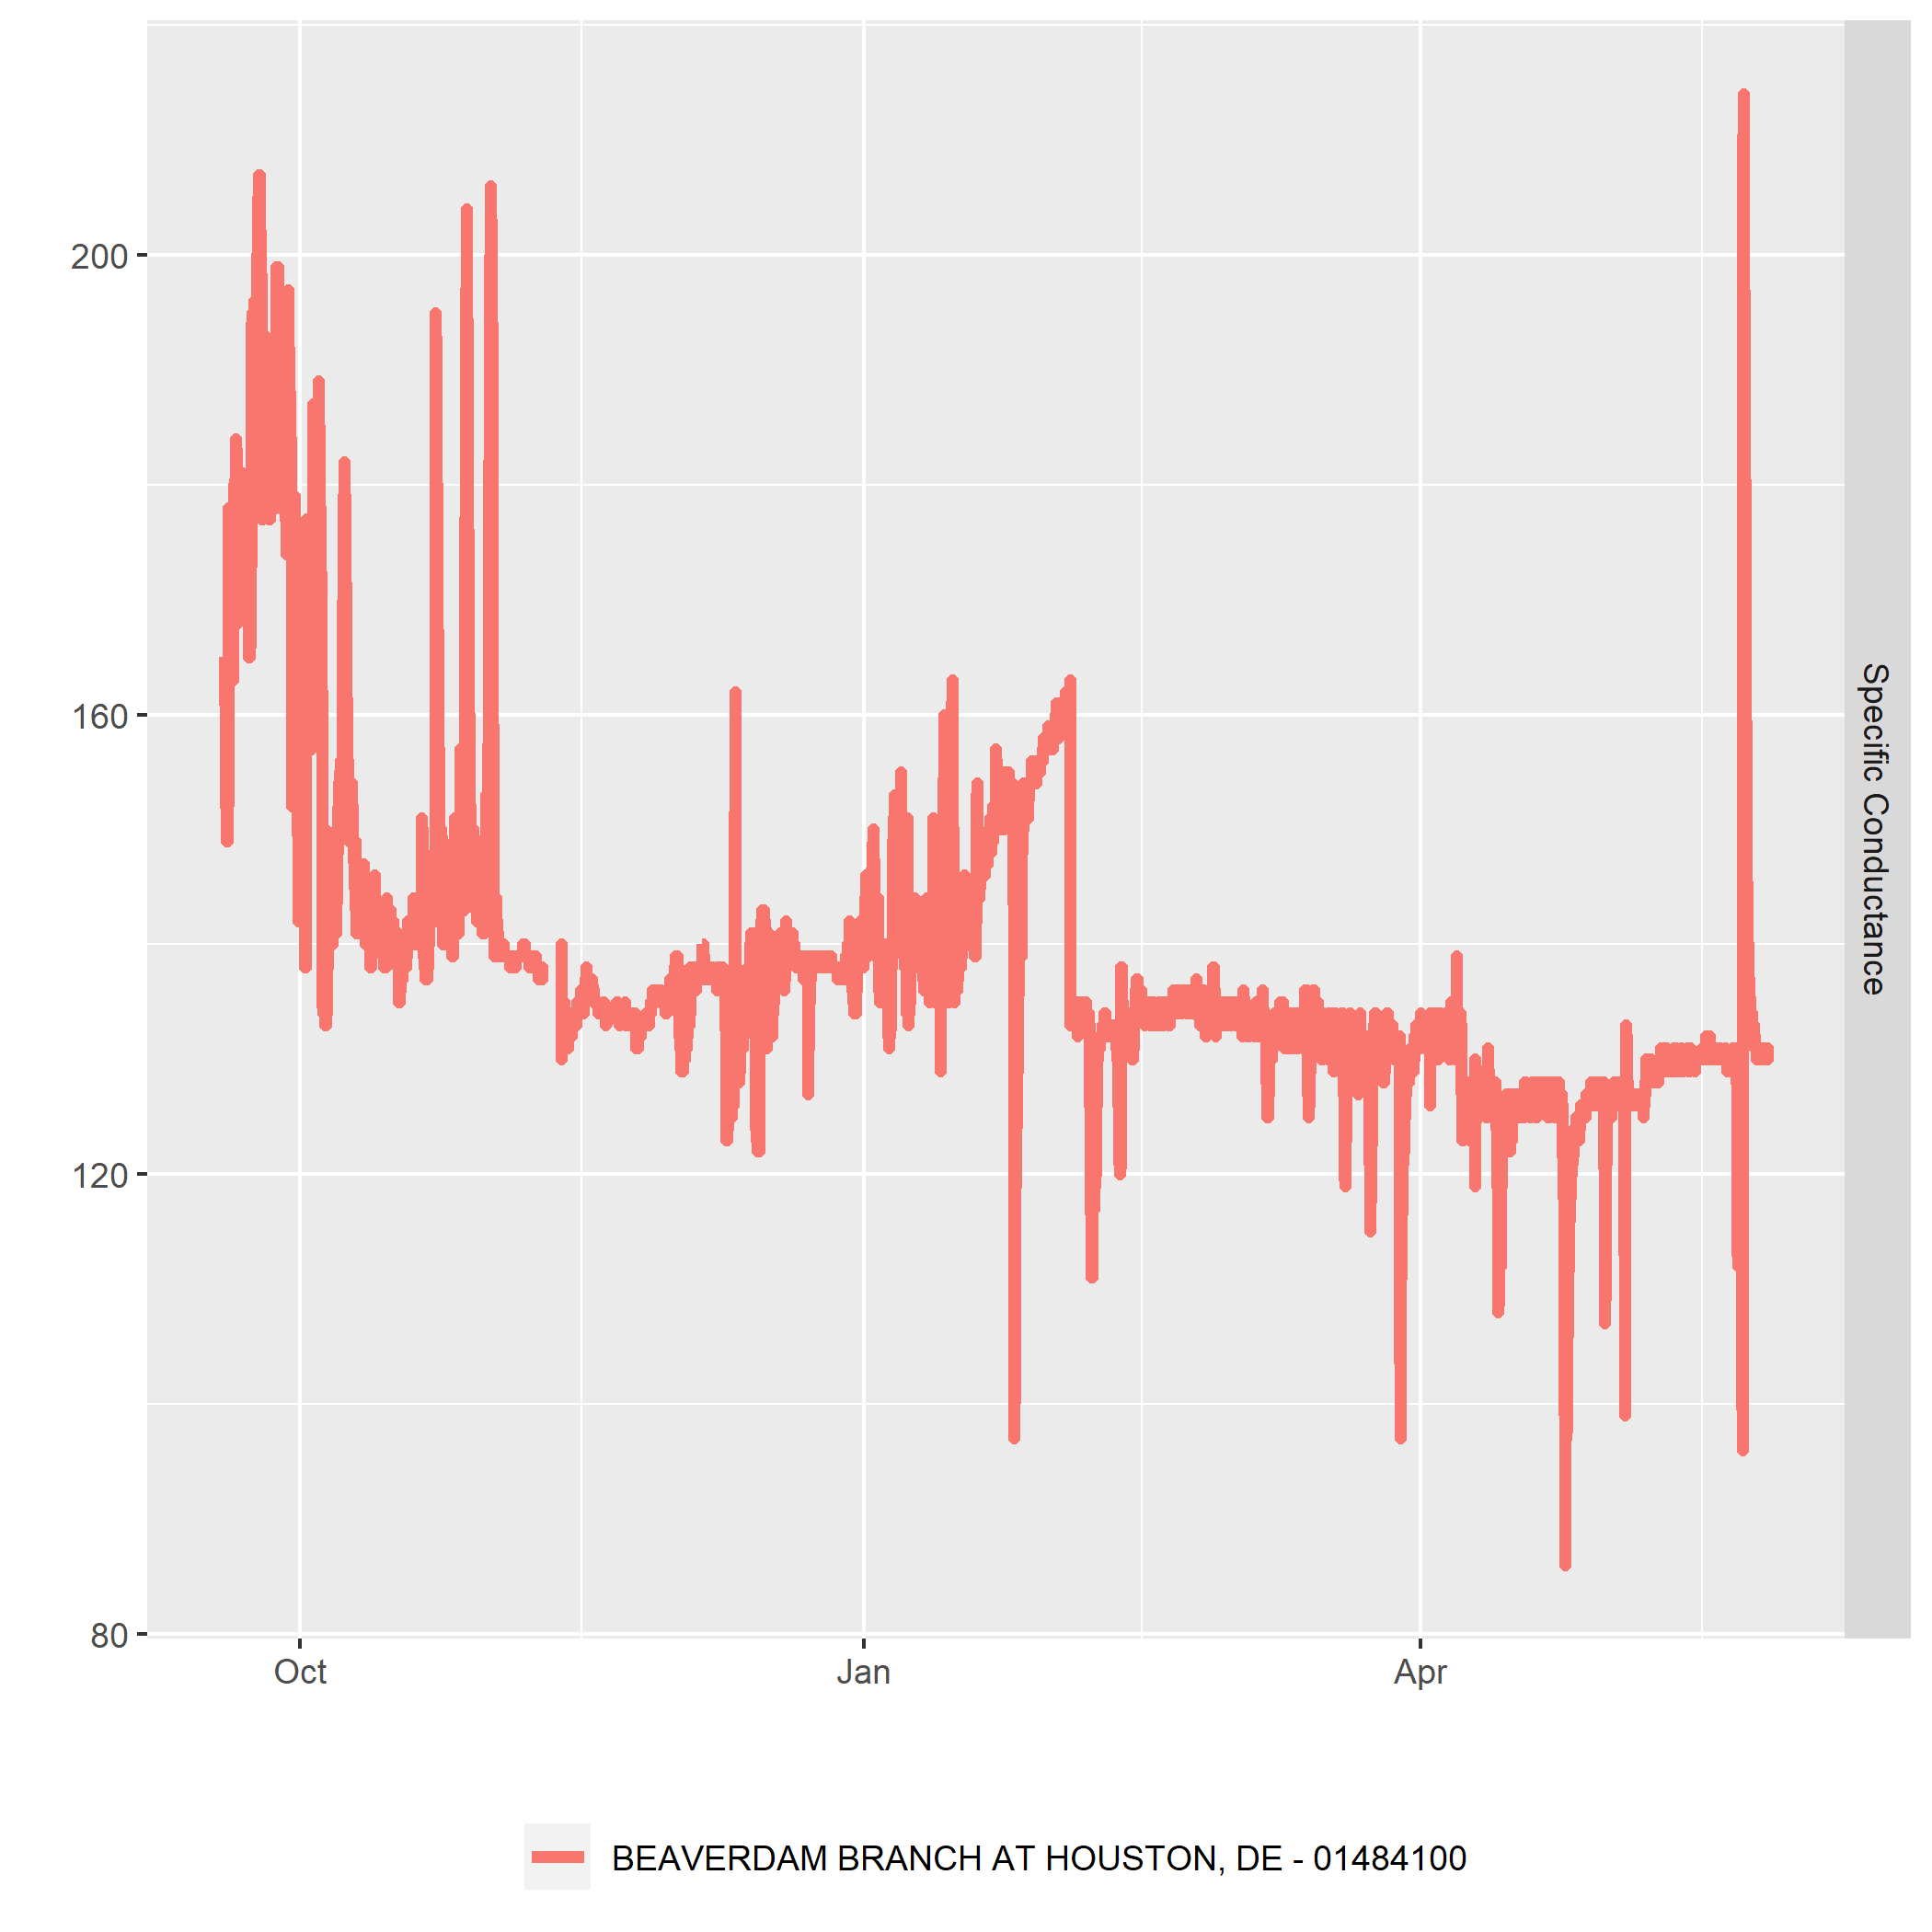 200
160
120
80
Oct Jan Apr
Specific Conductance
BEAVERDAM BRANCH AT HOUSTON, DE - 01484100